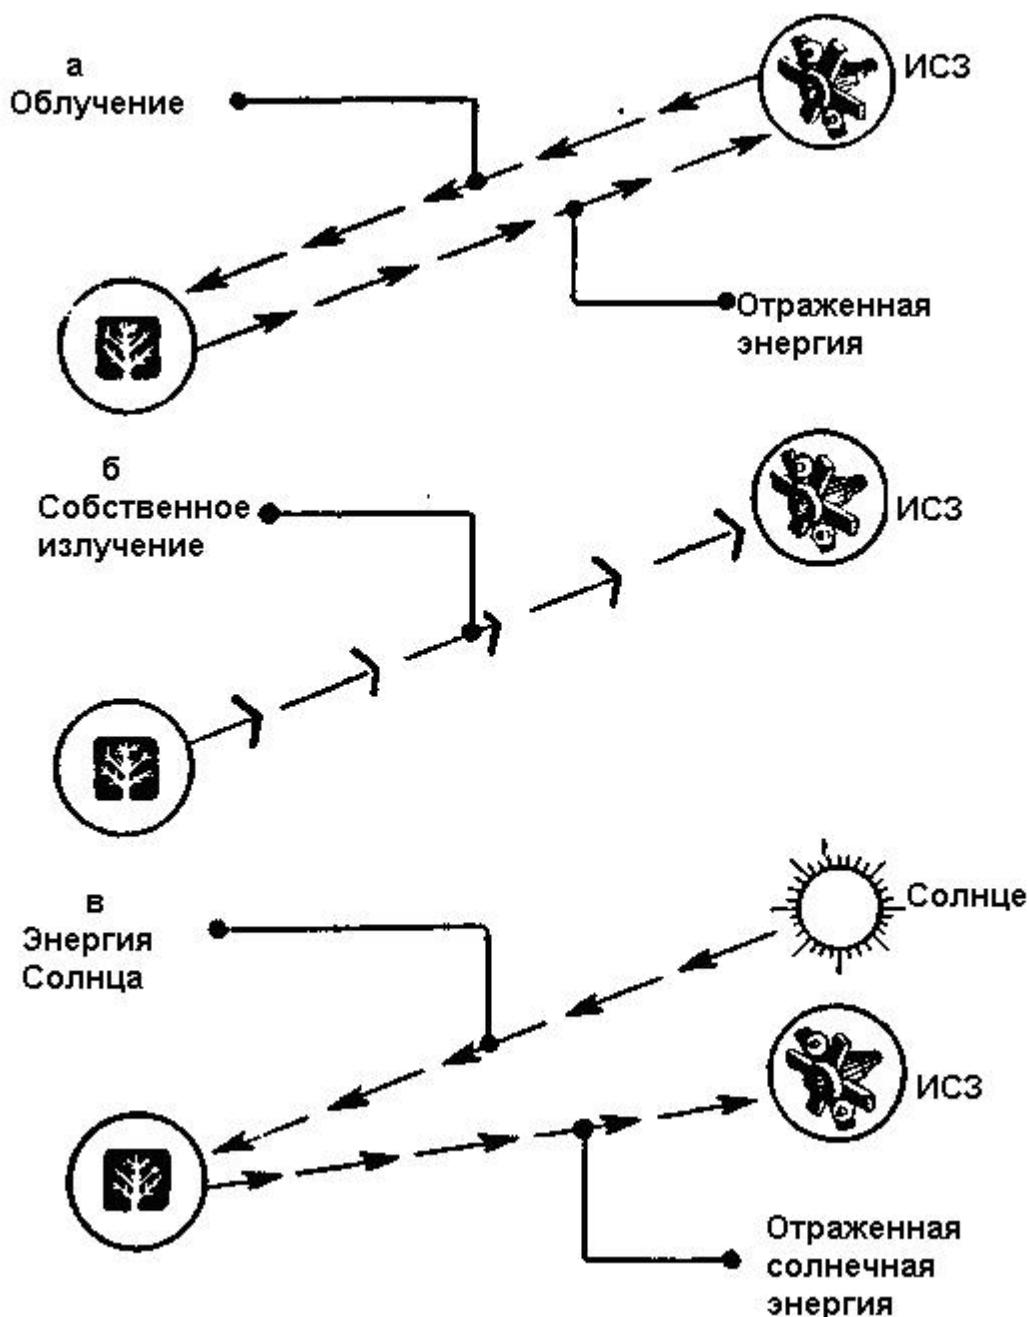 а
Облучение
ИСЗ
Отраженная
энергия
б
Собственное
излучение
ИСЗ
в
Энергия
Солнца
Солнце
ИСЗ
Отраженная
солнечная
энергия